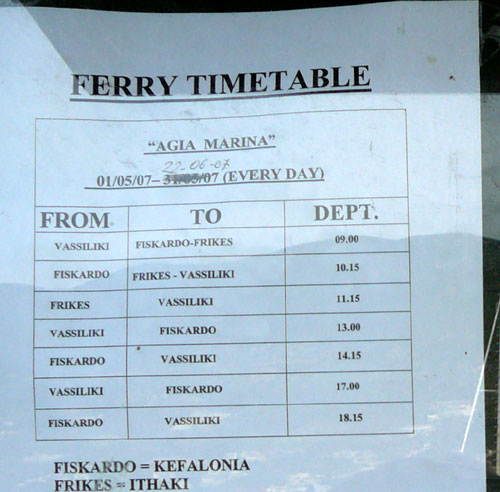 FERRY TIMETABLE
“AGIA MARINA”
22-06-07
01/05/07– 31/05/07 (EVERY DAY)
FROM TO DEPT.
VASSILIKI FISKARDO-FRIKES 09.00
FISKARDO FRIKES - VASSILIKI 10.15
FRIKES VASSILIKI 11.15
VASSILIKI FISKARDO 13.00
FISKARDO VASSILIKI 14.15
VASSILIKI FISKARDO 17.00
FISKARDO VASSILIKI 18.15
FISKARDO = KEFALONIA
FRIKES = ITHAKI